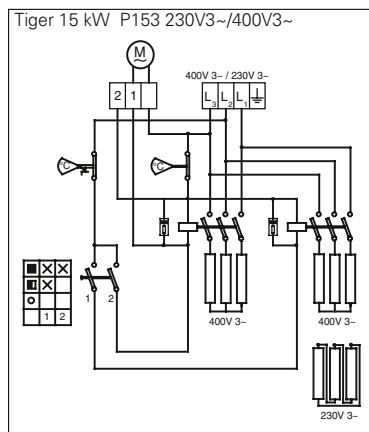 Tiger 15 kW P153 230V3~/400V3~
M
~
400V 3~ / 230V 3~
2 1 L3 L2 L1
°C °C
1 2
400V 3~ 400V 3~
1 2
230V 3~